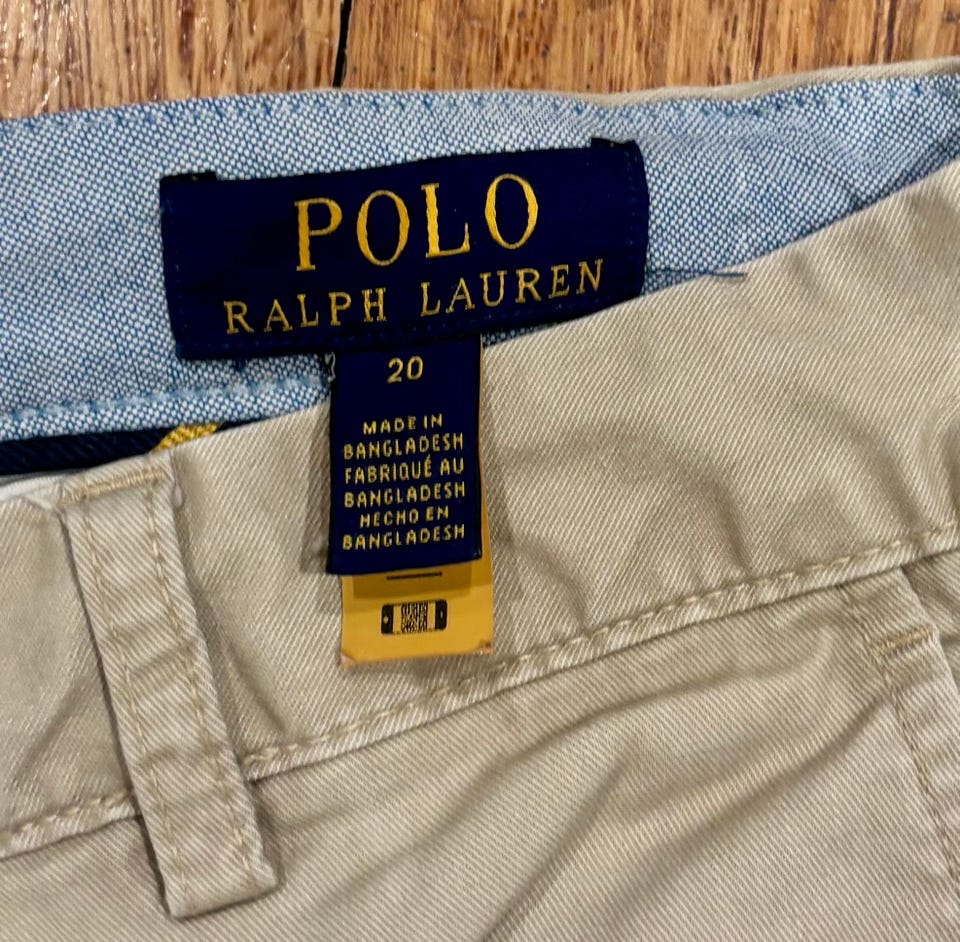 POLO
RALPH LAUREN
20
MADE IN
BANGLADESH
FABRIQUÉ AU
BANGLADESH
HECHO EN
BANGLADESH